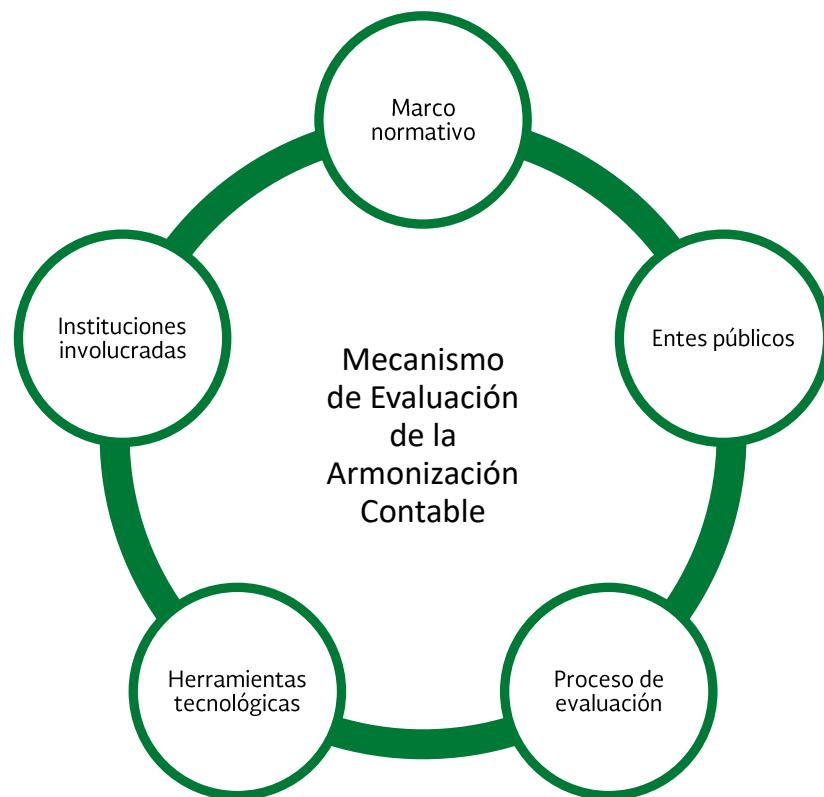 Marco
normativo
Instituciones
involucradas
Entes públicos
Mecanismo
de Evaluación
de la
Armonización
Contable
Herramientas
tecnológicas
Proceso de
evaluación